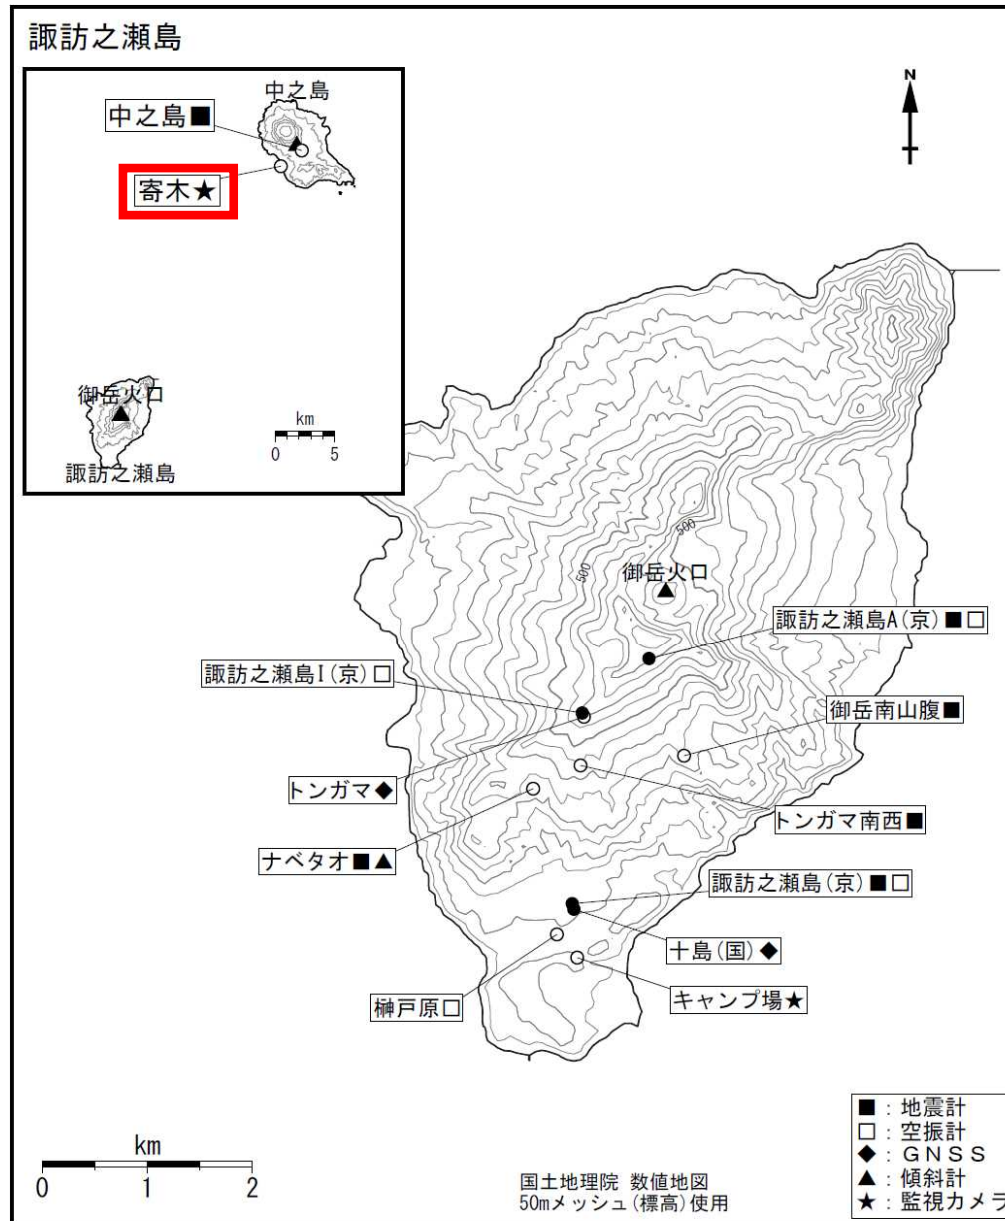 諏訪之瀬島
中之島
中之島■
寄木★
御岳火口
諏訪之瀬島
km
0 5
N
500
500
御岳火口
諏訪之瀬島A(京)■□
諏訪之瀬島I(京)□
御岳南山腹■
トンガマ◆
トンガマ南西■
ナベタオ■▲
諏訪之瀬島(京)■□
十島(国)◆
榊戸原□
キャンプ場★
■:地震計
□:空振計
◆:GNSS
▲:傾斜計
★:監視カメラ
km
0 1 2
国土地理院 数値地図
50mメッシュ(標高)使用